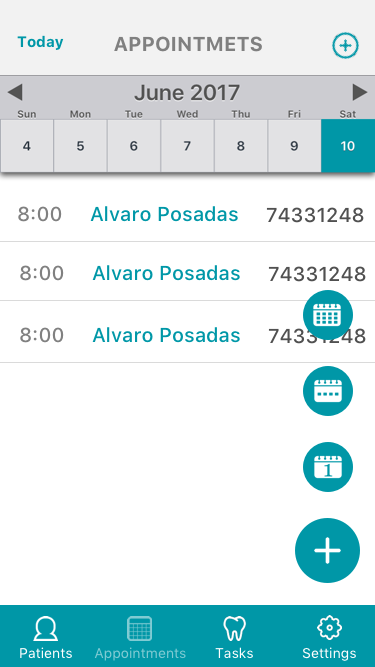 Today APPOINTMETS
June 2017
Sun Mon Tue Wed Thu Fri Sat
4 5 6 7 8 9 10
8:00 Alvaro Posadas 74331248
8:00 Alvaro Posadas 74331248
8:00 Alvaro Posadas 74331248
1
Patients Appointments Tasks Settings